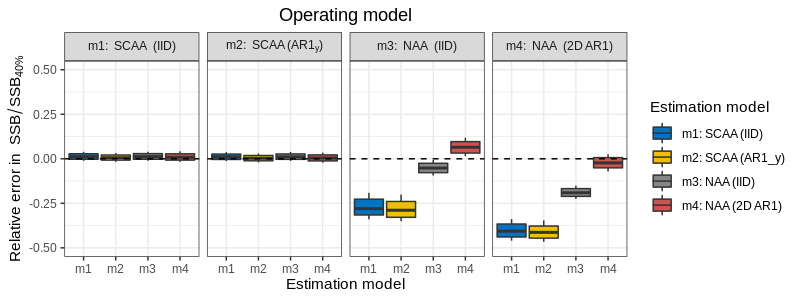 Operating model
m1: SCAA (IID)
m2: SCAA (AR1y)
m3: NAA (IID)
m4: NAA (2D AR1)
Relative error in SSB/SSB40%
0.50
0.25
0.00
-0.25
-0.50
m1 m2 m3 m4
m1 m2 m3 m4
m1 m2 m3 m4
m1 m2 m3 m4
Estimation model
Estimation model
m1: SCAA (IID)
m2: SCAA (AR1_y)
m3: NAA (IID)
m4: NAA (2D AR1)